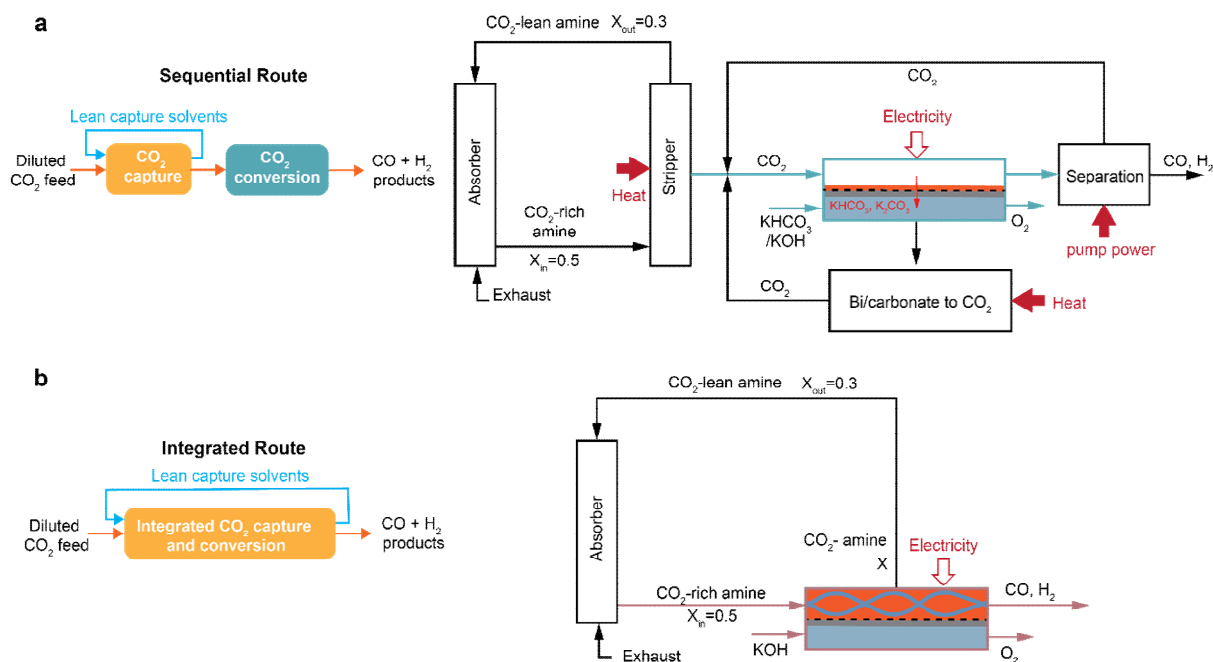 a
Sequential Route
Lean capture solvents
Diluted
CO₂ feed
CO₂
capture
CO₂
conversion
CO + H₂
products
CO₂-lean amine X_out=0.3
Absorber
Stripper
Heat
CO₂-rich
amine
X_in=0.5
Exhaust
CO₂
CO₂
Electricity
KHCO₃, K₂CO₃
KHCO₃
/KOH
O₂
Separation
CO, H₂
pump power
CO₂
Bi/carbonate to CO₂
Heat
b
Integrated Route
Lean capture solvents
Diluted
CO₂ feed
Integrated CO₂ capture
and conversion
CO + H₂
products
CO₂-lean amine X_out=0.3
Absorber
CO₂- amine
X
Electricity
CO₂-rich amine
X_in=0.5
CO, H₂
KOH
O₂
Exhaust